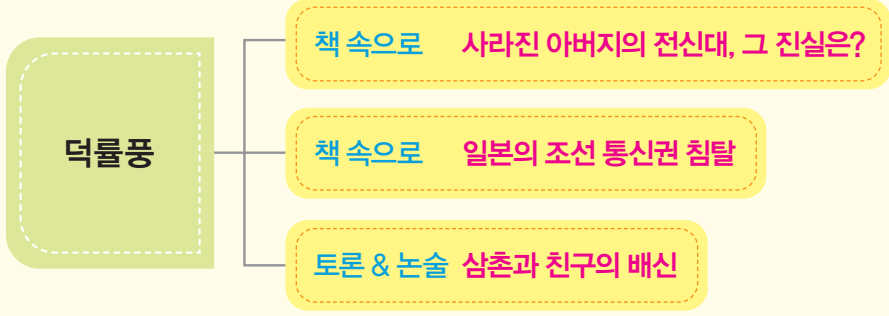 덕률풍
책 속으로 사라진 아버지의 전신대, 그 진실은?
책 속으로 일본의 조선 통신권 침탈
토론 & 논술 삼촌과 친구의 배신